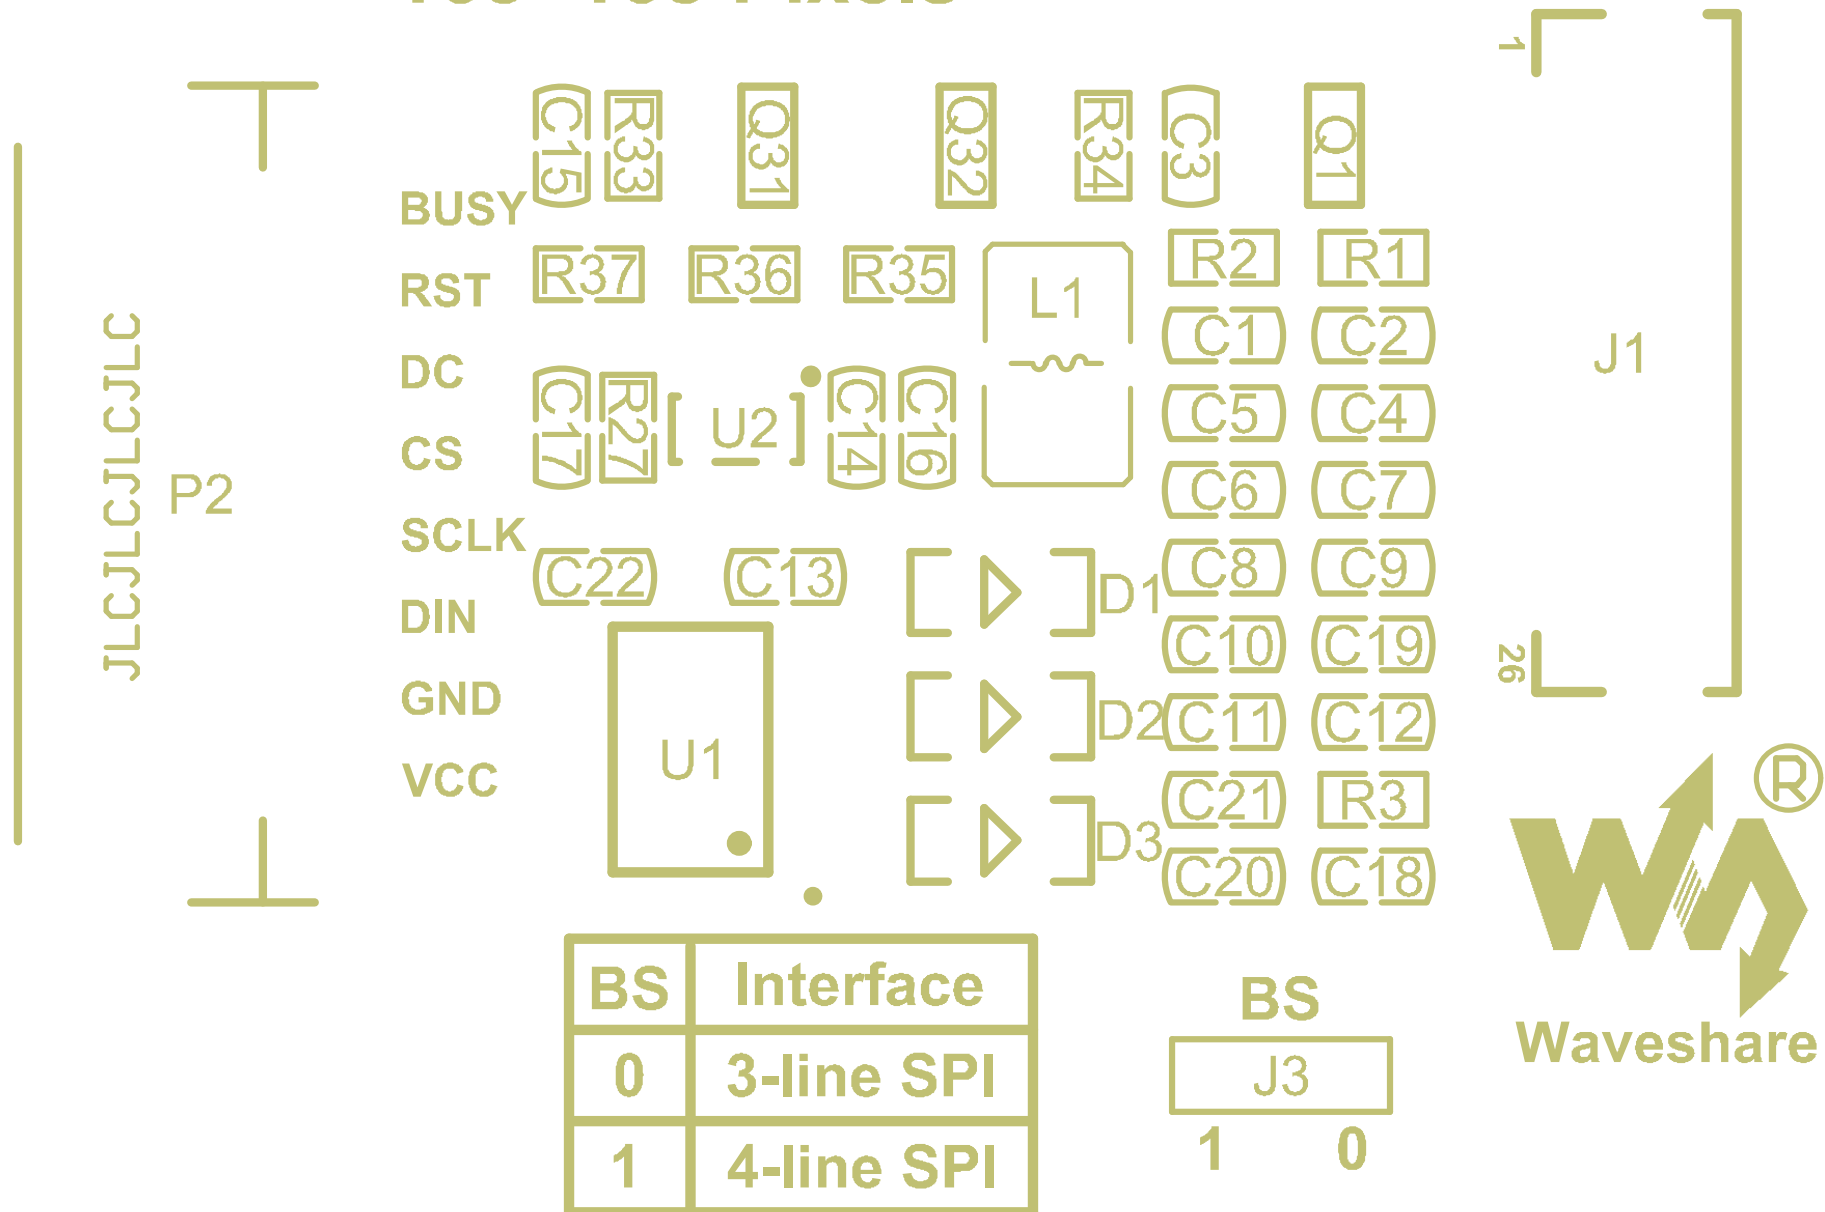 1
C15
R33
Q31
Q32
R34
C3
Q1
BUSY
R37
R36
R35
L1
R2
R1
RST
C1
C2
J1
DC
C17
R27
U2
C14
C16
C5
C4
CS
C6
C7
JLCJLCJLCJLC
P2
SCLK
C22
C13
D1
C8
C9
DIN
C10
C19
26
GND
D2
C11
C12
VCC
U1
C21
R3
®
D3
C20
C18
BS Interface
0 3-line SPI
1 4-line SPI
BS
J3
1 0
Waveshare